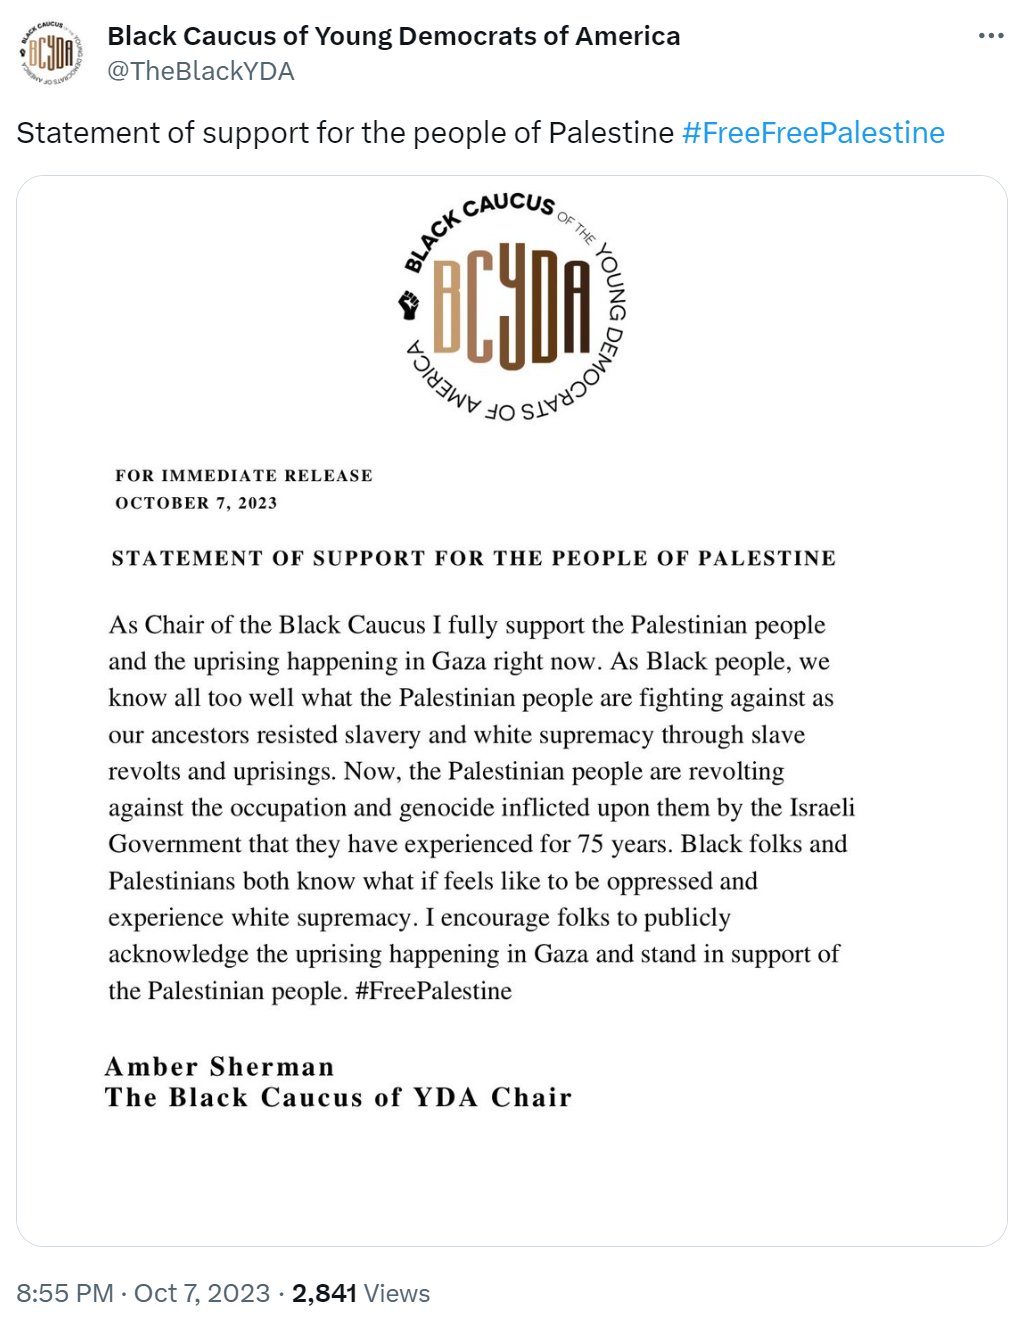 Black Caucus of Young Democrats of America
@TheBlackYDA
Statement of support for the people of Palestine #FreeFreePalestine
BLACK CAUCUS OF THE YOUNG DEMOCRATS OF AMERICA
BCYDA
FOR IMMEDIATE RELEASE
OCTOBER 7, 2023
STATEMENT OF SUPPORT FOR THE PEOPLE OF PALESTINE
As Chair of the Black Caucus I fully support the Palestinian people
and the uprising happening in Gaza right now. As Black people, we
know all too well what the Palestinian people are fighting against as
our ancestors resisted slavery and white supremacy through slave
revolts and uprisings. Now, the Palestinian people are revolting
against the occupation and genocide inflicted upon them by the Israeli
Government that they have experienced for 75 years. Black folks and
Palestinians both know what if feels like to be oppressed and
experience white supremacy. I encourage folks to publicly
acknowledge the uprising happening in Gaza and stand in support of
the Palestinian people. #FreePalestine
Amber Sherman
The Black Caucus of YDA Chair
8:55 PM · Oct 7, 2023 · 2,841 Views